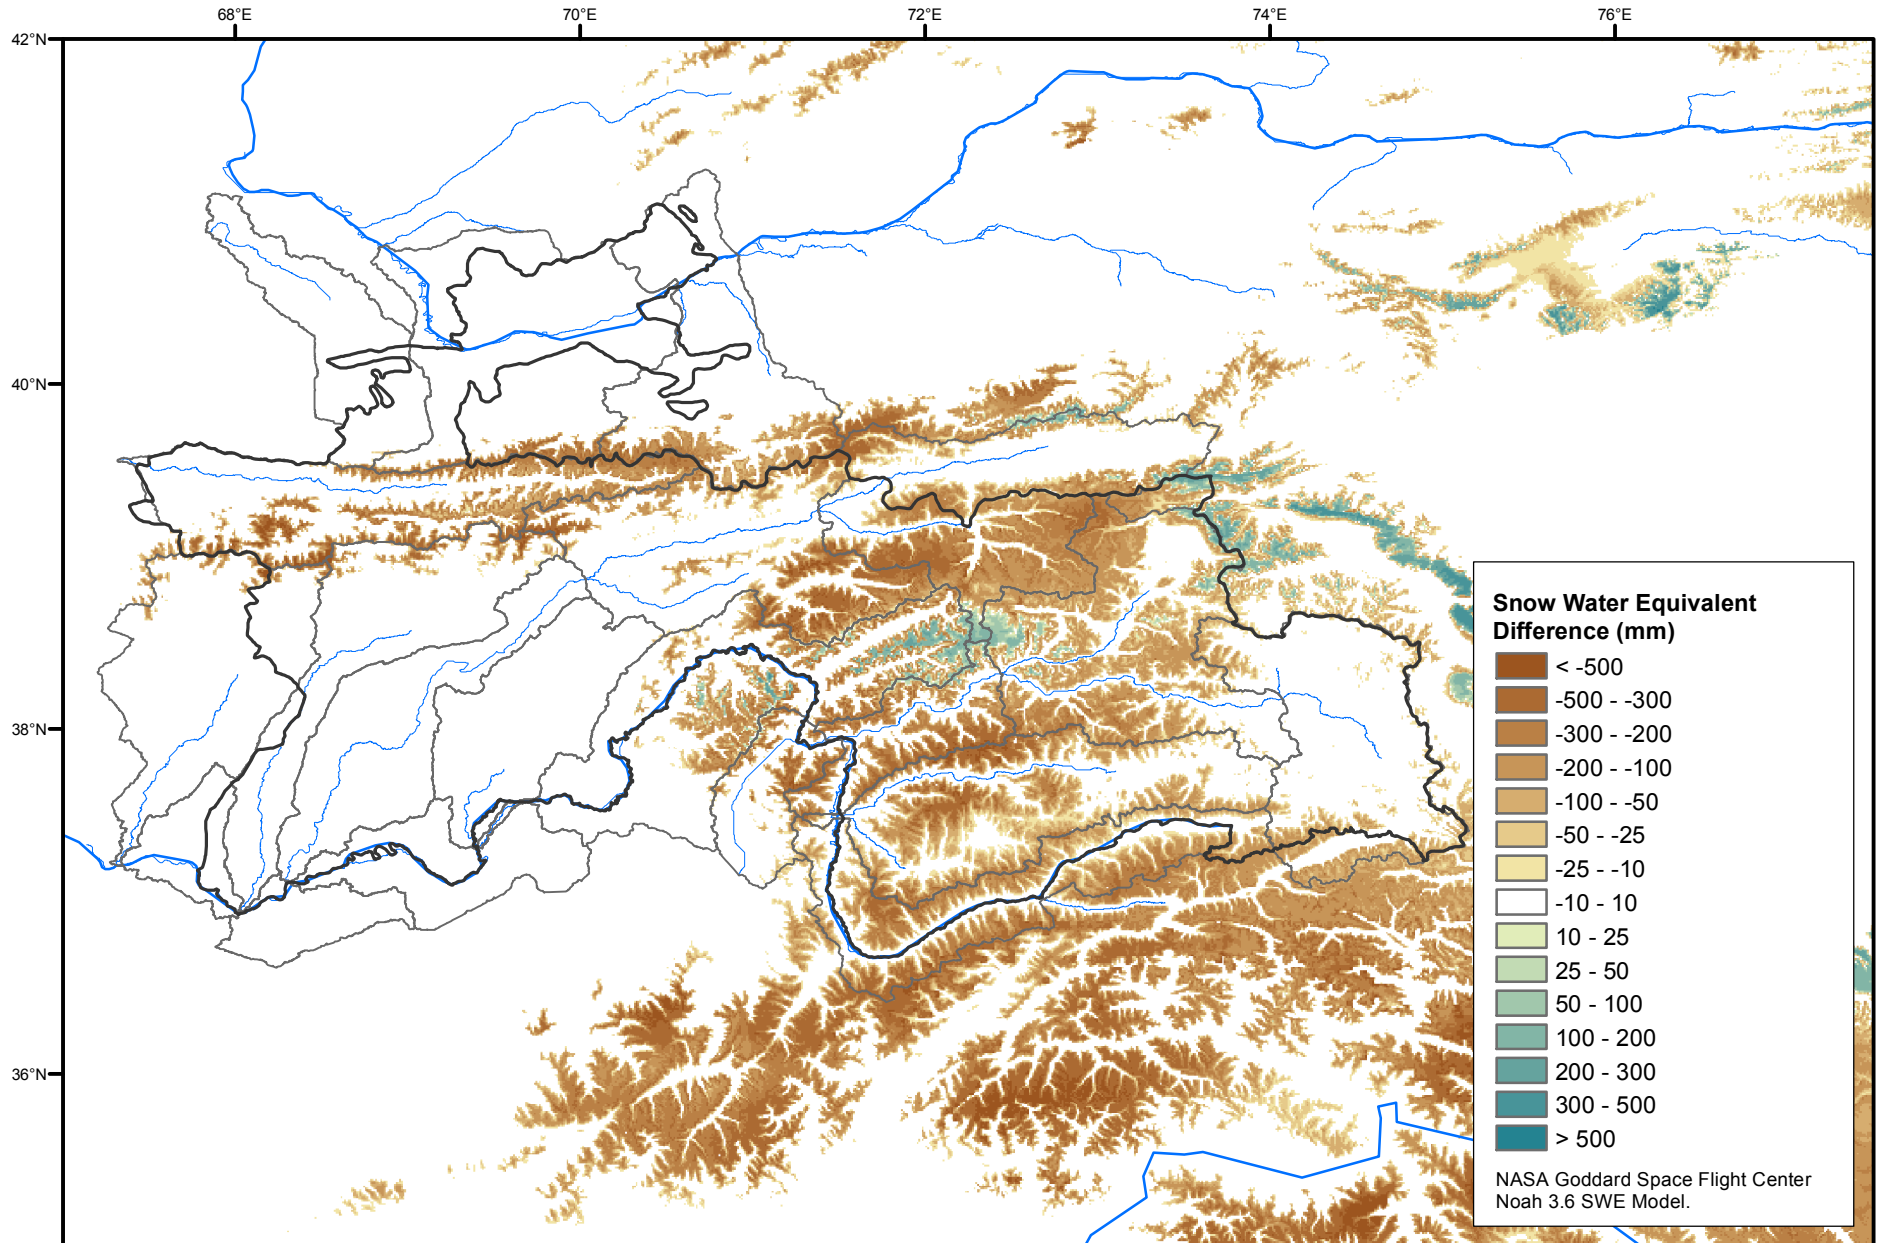 68°E
70°E
72°E
74°E
76°E
42°N
40°N
38°N
36°N
Snow Water Equivalent
Difference (mm)
< -500
-500 - -300
-300 - -200
-200 - -100
-100 - -50
-50 - -25
-25 - -10
-10 - 10
10 - 25
25 - 50
50 - 100
100 - 200
200 - 300
300 - 500
> 500
NASA Goddard Space Flight Center
Noah 3.6 SWE Model.